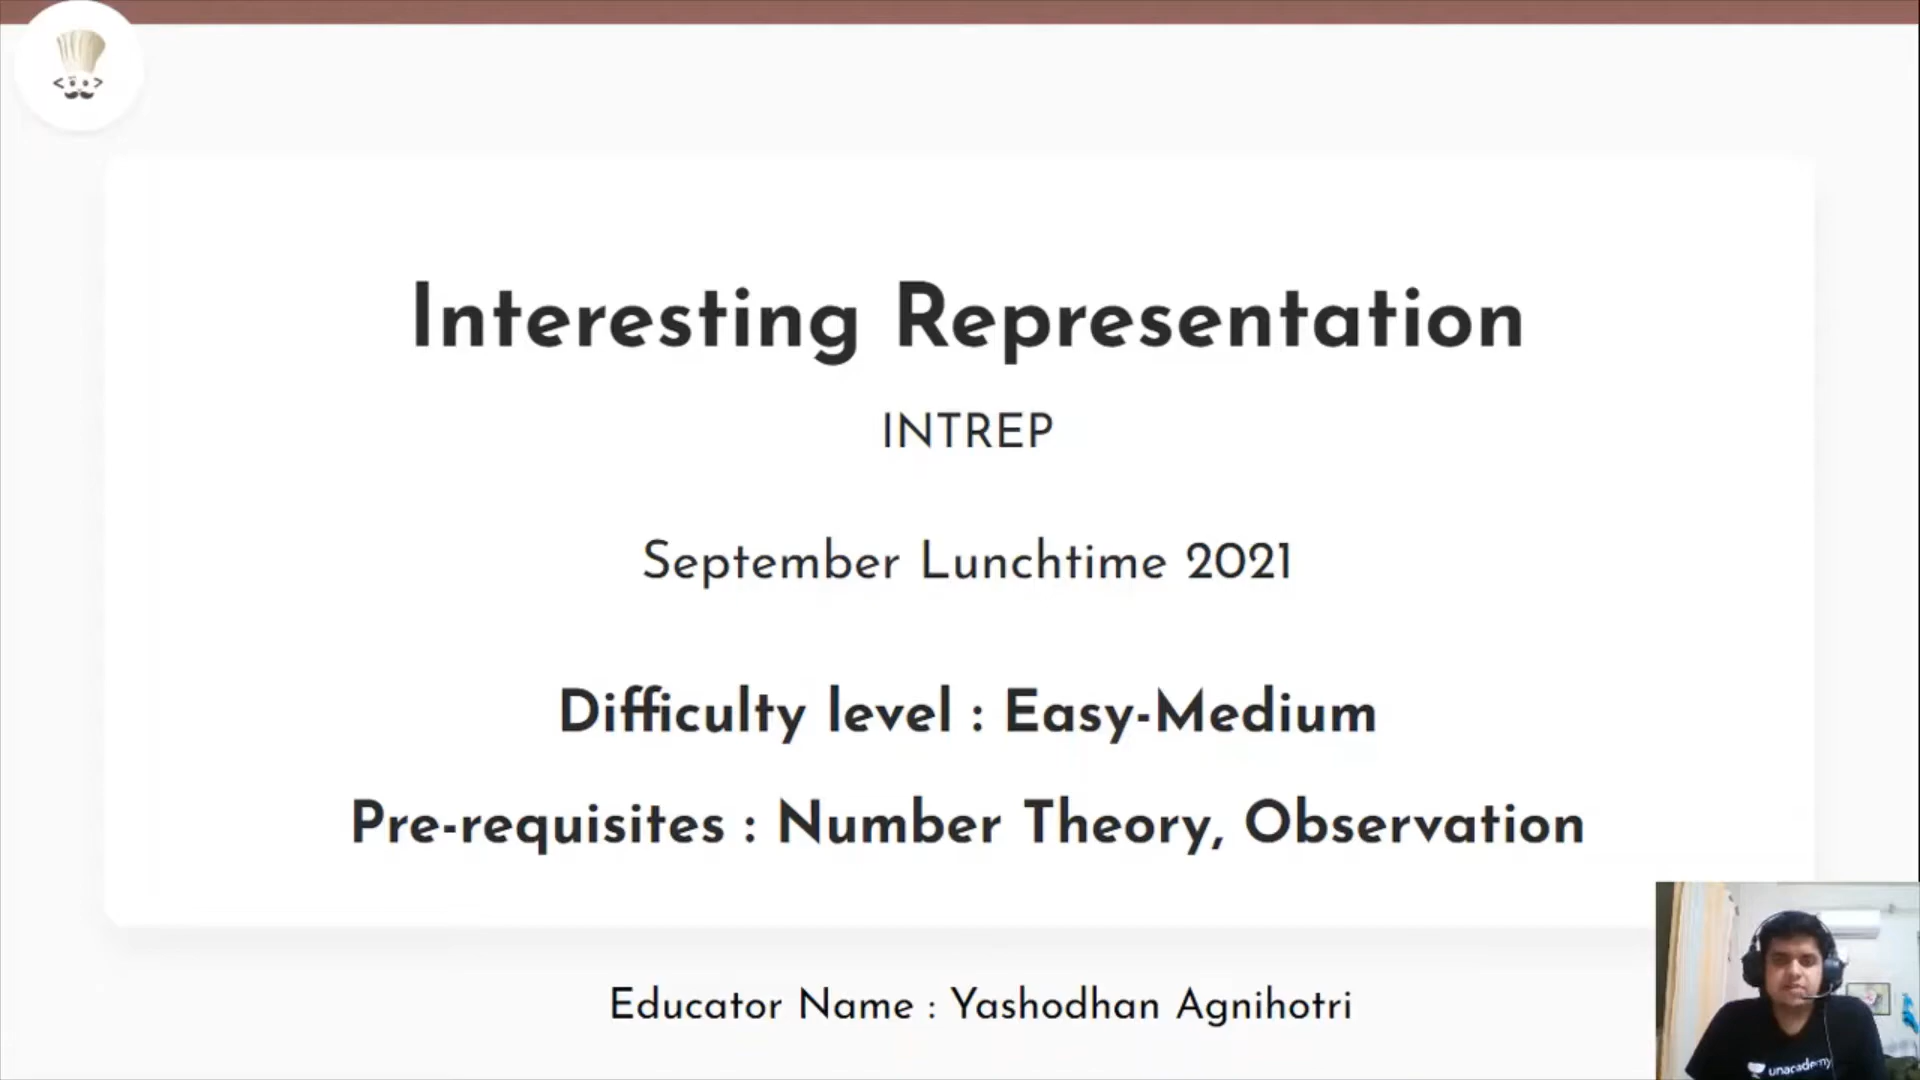 Interesting Representation
INTREP
September Lunchtime 2021
Difficulty level : Easy-Medium
Pre-requisites : Number Theory, Observation
Educator Name : Yashodhan Agnihotri
unacademy